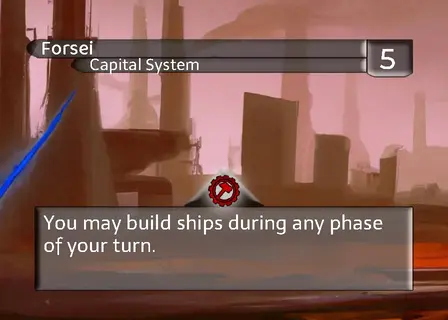 Forsei
5
Capital System
You may build ships during any phase
of your turn.